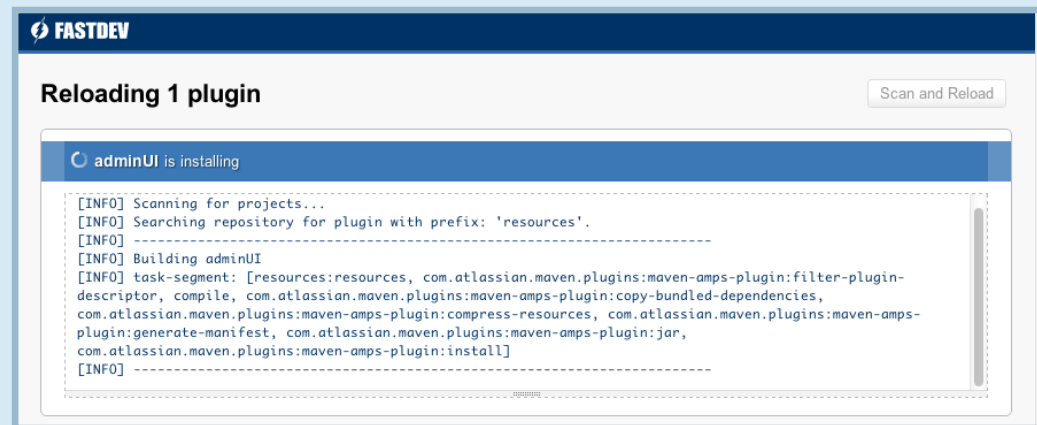 FASTDEV
Reloading 1 plugin
Scan and Reload
adminUI is installing
[INFO] Scanning for projects...
[INFO] Searching repository for plugin with prefix: 'resources'.
[INFO] ------------------------------------------------------------------------
[INFO] Building adminUI
[INFO] task-segment: [resources:resources, com.atlassian.maven.plugins:maven-amps-plugin:filter-plugin-
descriptor, compile, com.atlassian.maven.plugins:maven-amps-plugin:copy-bundled-dependencies,
com.atlassian.maven.plugins:maven-amps-plugin:compress-resources, com.atlassian.maven.plugins:maven-amps-
plugin:generate-manifest, com.atlassian.maven.plugins:maven-amps-plugin:jar,
com.atlassian.maven.plugins:maven-amps-plugin:install]
[INFO] ------------------------------------------------------------------------